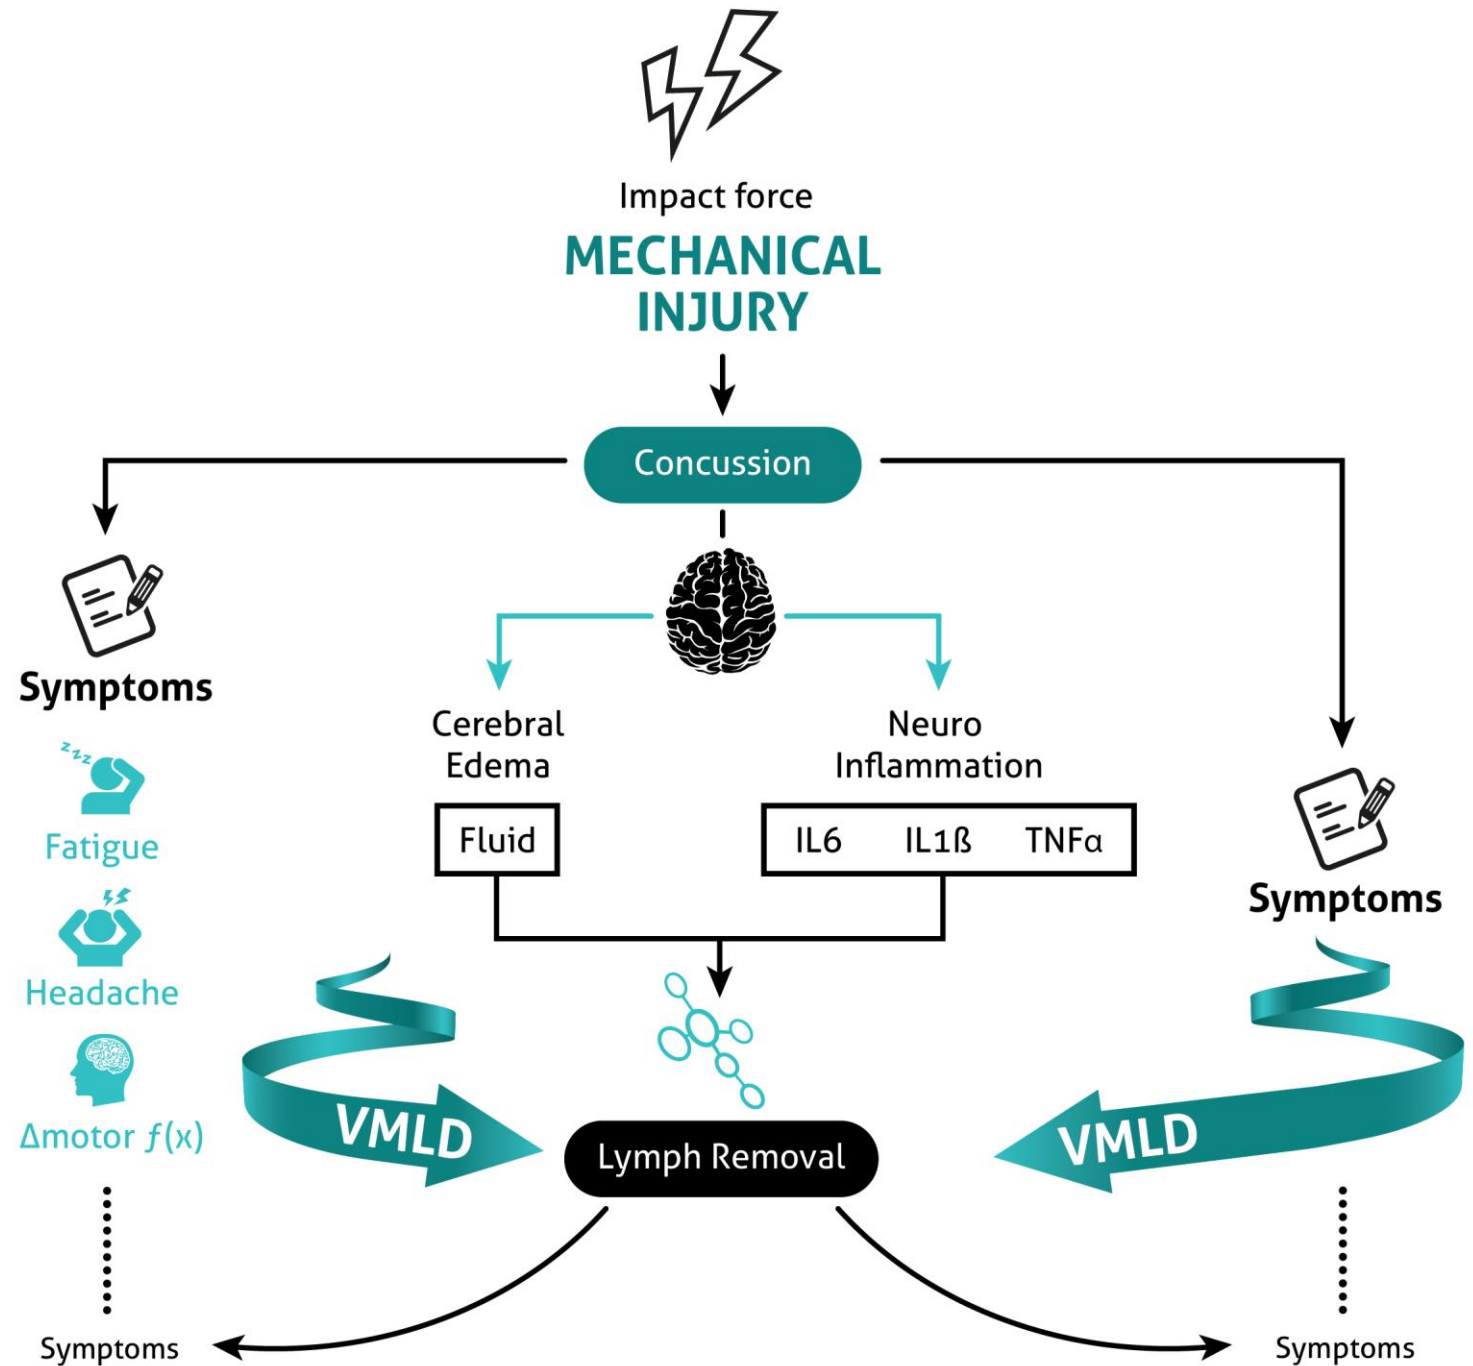 Impact force
MECHANICAL
INJURY
Concussion
Symptoms
zzz
Fatigue
Headache
Δmotor ƒ(x)
Cerebral
Edema
Fluid
Neuro
Inflammation
IL6 IL1ß TNFα
Symptoms
VMLD
Lymph Removal
VMLD
Symptoms
Symptoms